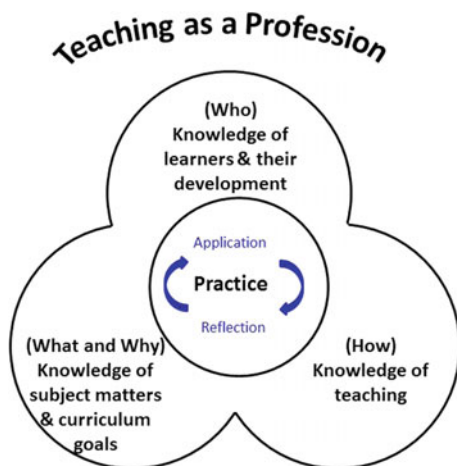 Teaching as a Profession
(Who)
Knowledge of
learners & their
development
Application
Practice
Reflection
(What and Why)
Knowledge of
subject matters
& curriculum
goals
(How)
Knowledge of
teaching